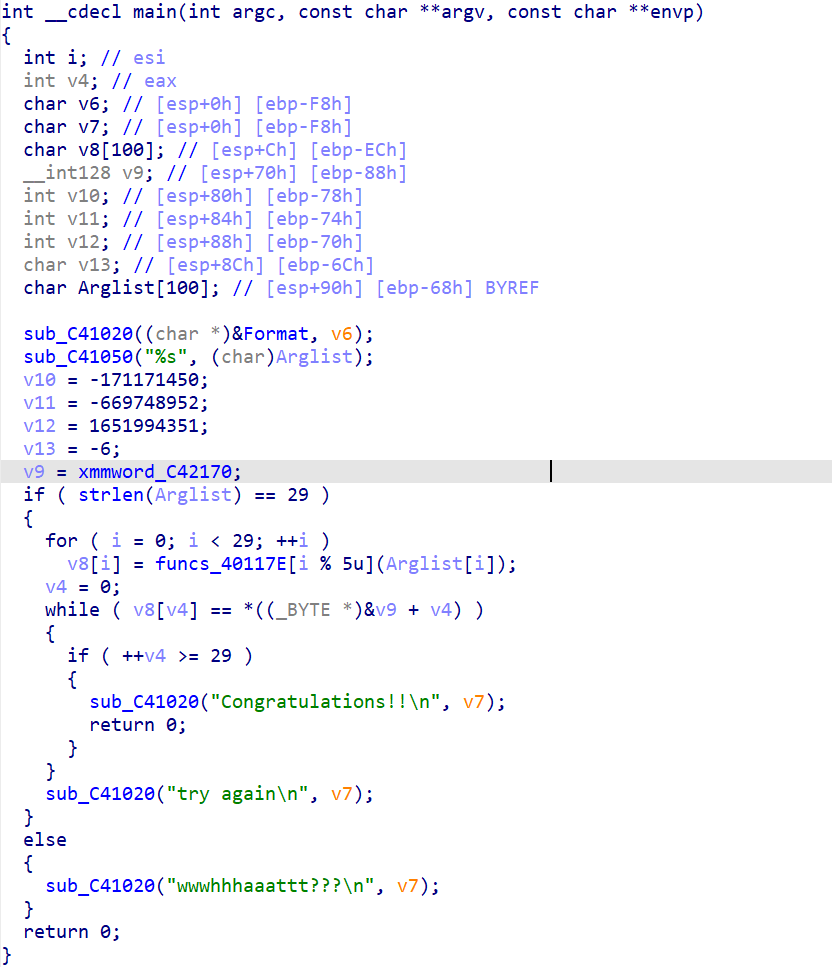 int __cdecl main(int argc, const char **argv, const char **envp)
{
  int i; // esi
  int v4; // eax
  char v6; // [esp+0h] [ebp-F8h]
  char v7; // [esp+0h] [ebp-F8h]
  char v8[100]; // [esp+Ch] [ebp-ECh]
  __int128 v9; // [esp+70h] [ebp-88h]
  int v10; // [esp+80h] [ebp-78h]
  int v11; // [esp+84h] [ebp-74h]
  int v12; // [esp+88h] [ebp-70h]
  char v13; // [esp+8Ch] [ebp-6Ch]
  char Arglist[100]; // [esp+90h] [ebp-68h] BYREF

  sub_C41020((char *)&Format, v6);
  sub_C41050("%s", (char)Arglist);
  v10 = -171171450;
  v11 = -669748952;
  v12 = 1651994351;
  v13 = -6;
  v9 = xmmword_C42170;
  if ( strlen(Arglist) == 29 )
  {
    for ( i = 0; i < 29; ++i )
      v8[i] = funcs_40117E[i % 5u](Arglist[i]);
    v4 = 0;
    while ( v8[v4] == *((_BYTE *)&v9 + v4) )
    {
      if ( ++v4 >= 29 )
      {
        sub_C41020("Congratulations!!\n", v7);
        return 0;
      }
    }
    sub_C41020("try again\n", v7);
  }
  else
  {
    sub_C41020("wwwhhhaaattt???\n", v7);
  }
  return 0;
}